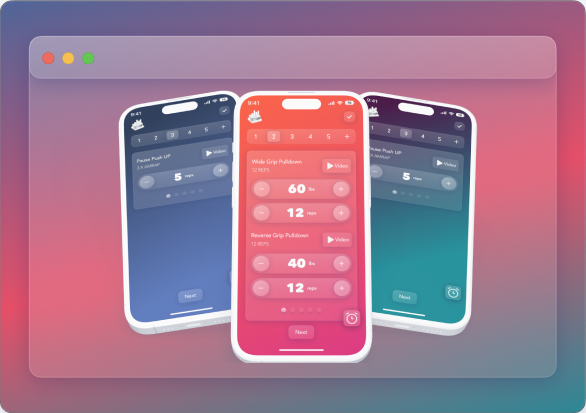 9:41
1 2 3 4 5 +
Pause Push UP
3 X AMRAP
Video
− 5 reps +
Next
9:41
1 2 3 4 5 +
Wide Grip Pulldown
12 REPS
Video
− 60 lbs +
− 12 reps +
Reverse Grip Pulldown
12 REPS
Video
− 40 lbs +
− 12 reps +
Next
9:41
1 2 3 4 5 +
Pause Push UP
3 X AMRAP
Video
5 reps +
Next